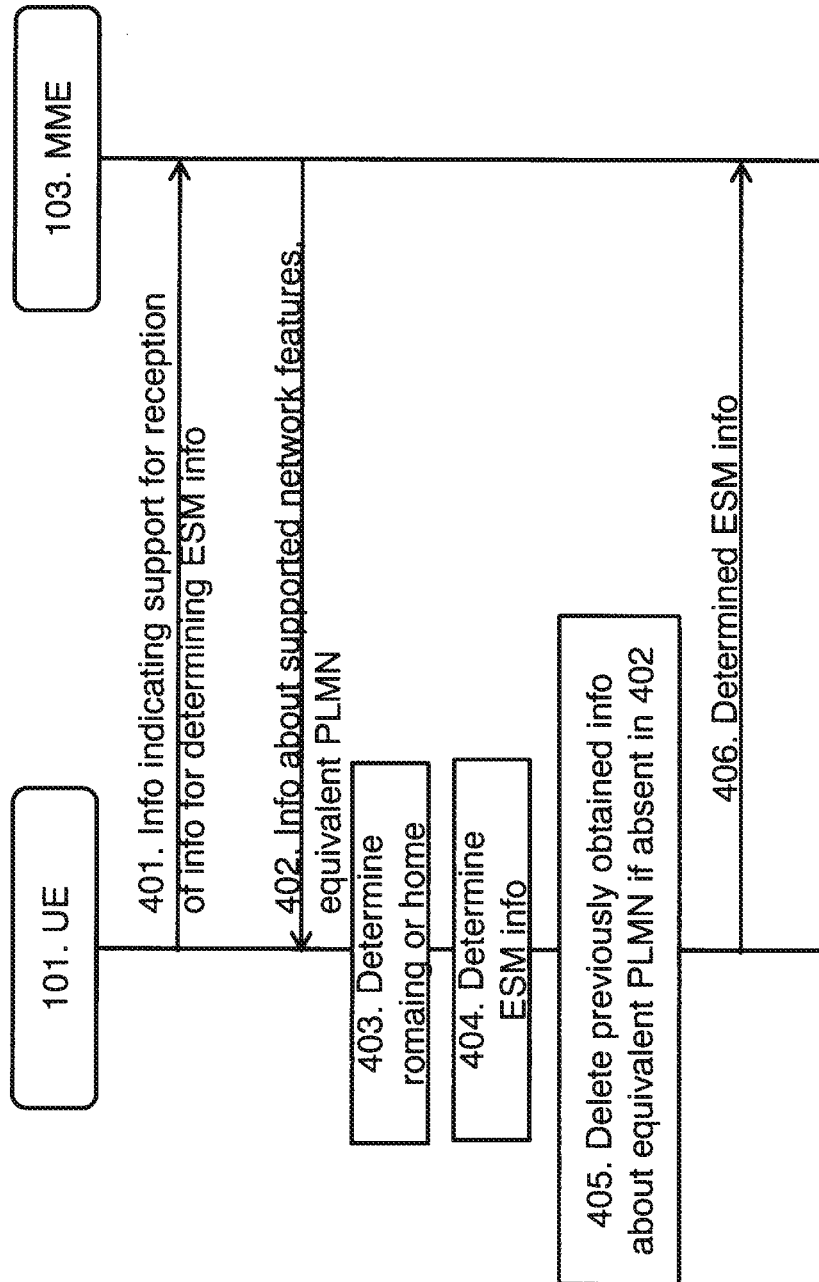 101. UE
103. MME
401. Info indicating support for reception
of info for determining ESM info
402. Info about supported network features,
equivalent PLMN
403. Determine
romaing or home
404. Determine
ESM info
405. Delete previously obtained info
about equivalent PLMN if absent in 402
406. Determined ESM info